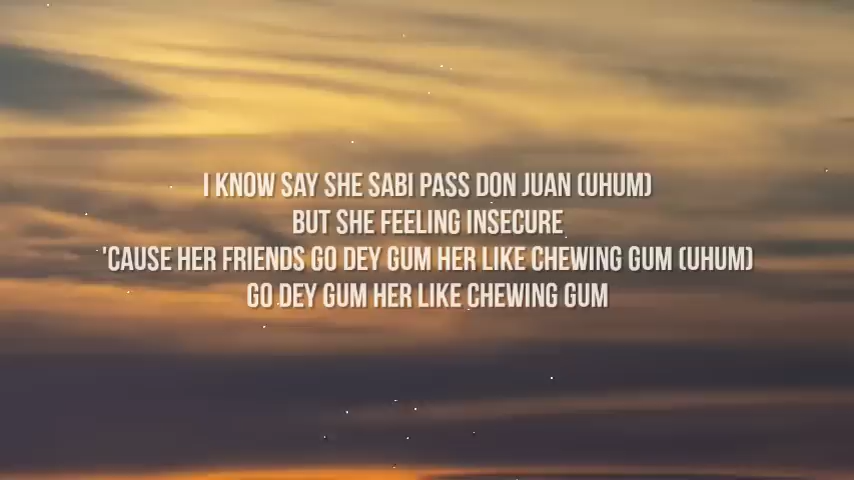 I KNOW SAY SHE SABI PASS DON JUAN (UHUM)
BUT SHE FEELING INSECURE
'CAUSE HER FRIENDS GO DEY GUM HER LIKE CHEWING GUM (UHUM)
GO DEY GUM HER LIKE CHEWING GUM